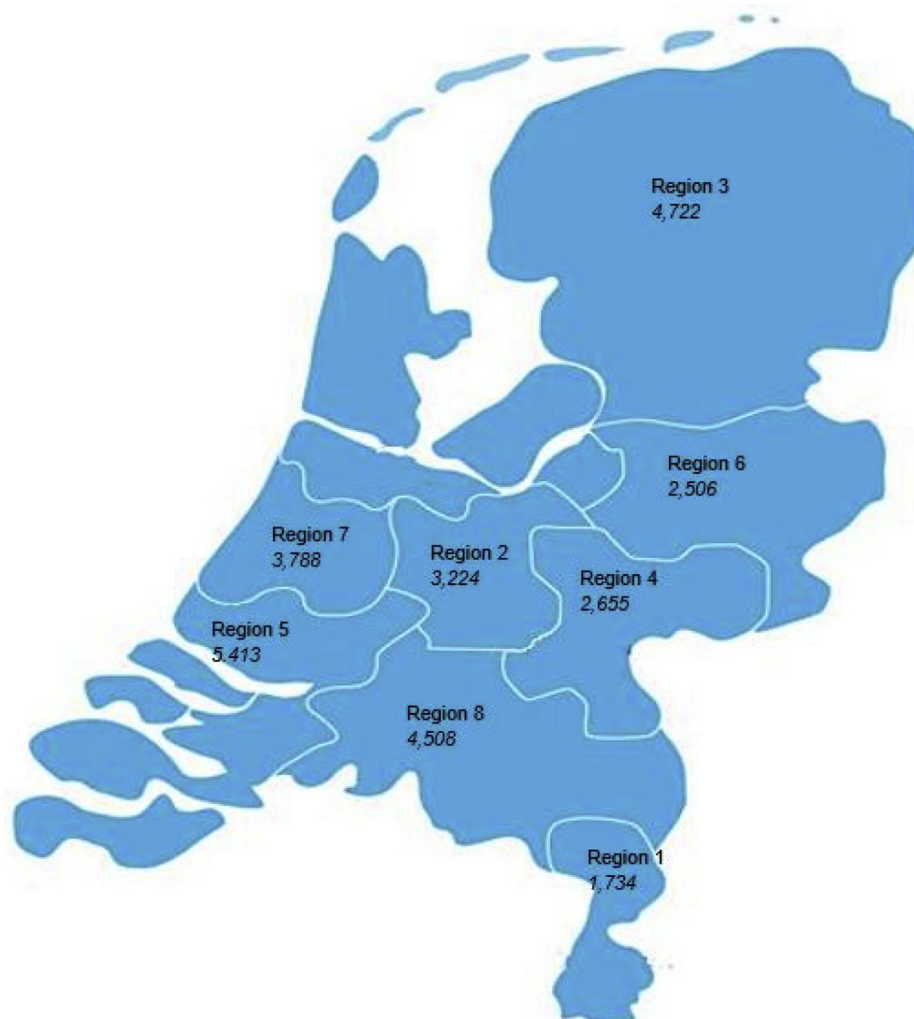 Region 3
4,722
Region 6
2,506
Region 7
3,788
Region 2
3,224
Region 4
2,655
Region 5
5.413
Region 8
4,508
Region 1
1,734